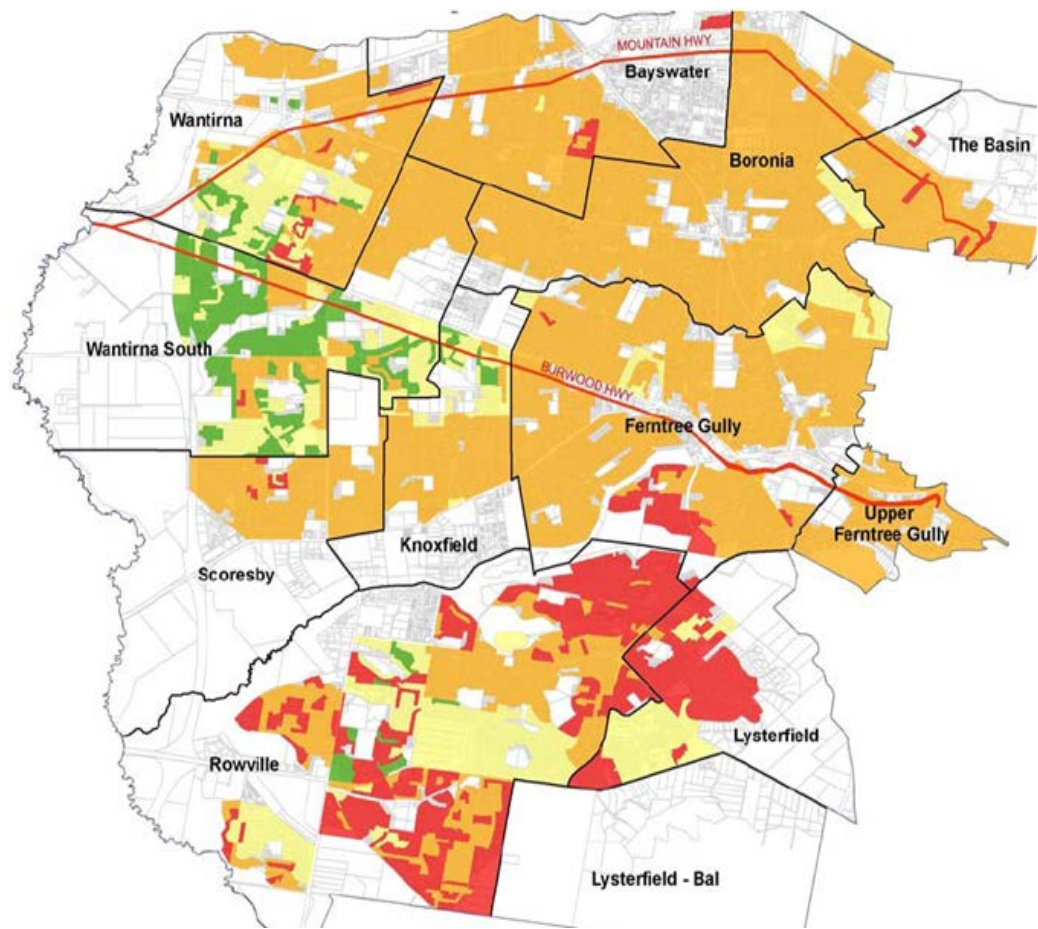 MOUNTAIN HWY
Bayswater
Wantirna
The Basin
Boronia
Wantirna South
BURWOOD HWY
Ferntree Gully
Upper
Ferntree Gully
Knoxfield
Scoresby
Lysterfield
Rowville
Lysterfield - Bal